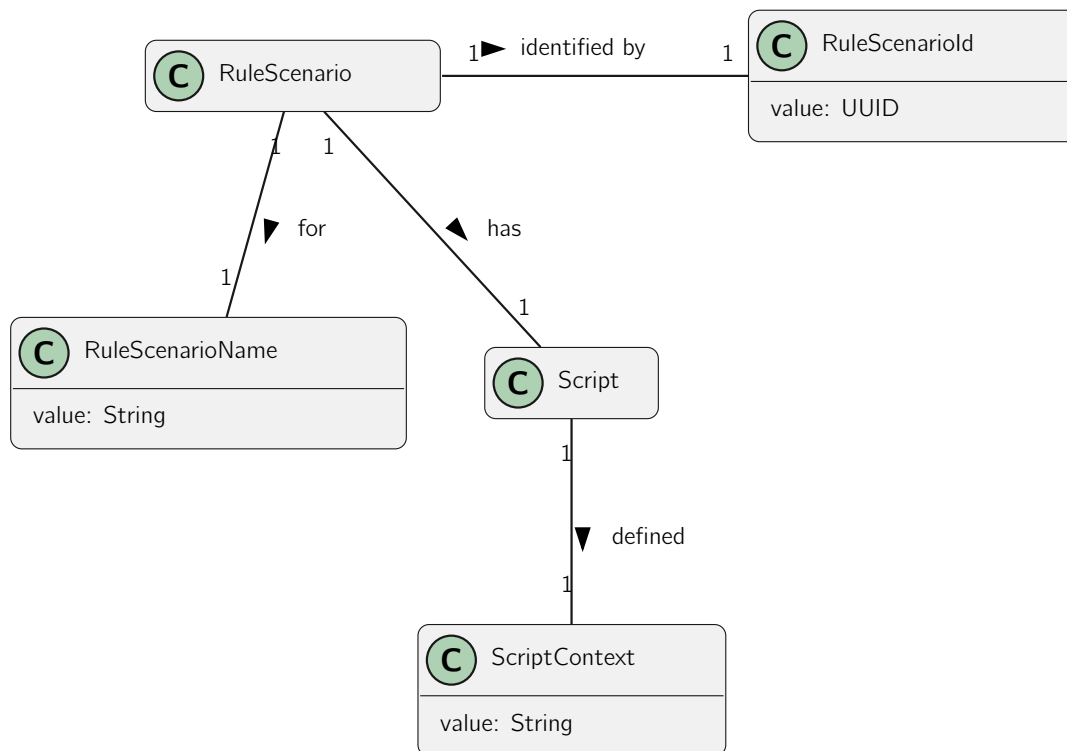 C RuleScenario
1 identified by 1
C RuleScenarioId
value: UUID
1 1
for has
1 1
C RuleScenarioName
value: String
C Script
1
defined
1
C ScriptContext
value: String